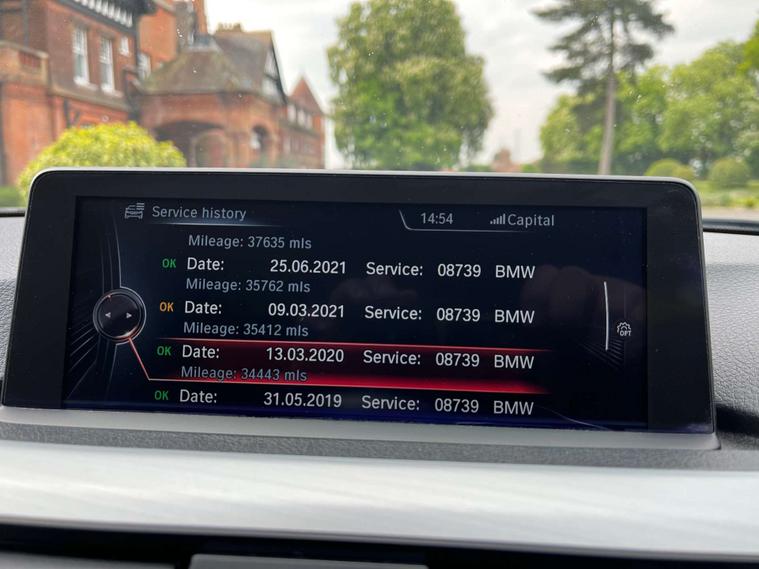 Service history 14:54 Capital
Mileage: 37635 mls
OK Date: 25.06.2021 Service: 08739 BMW
Mileage: 35762 mls
OK Date: 09.03.2021 Service: 08739 BMW
Mileage: 35412 mls
OK Date: 13.03.2020 Service: 08739 BMW
Mileage: 34443 mls
OK Date: 31.05.2019 Service: 08739 BMW
OPT